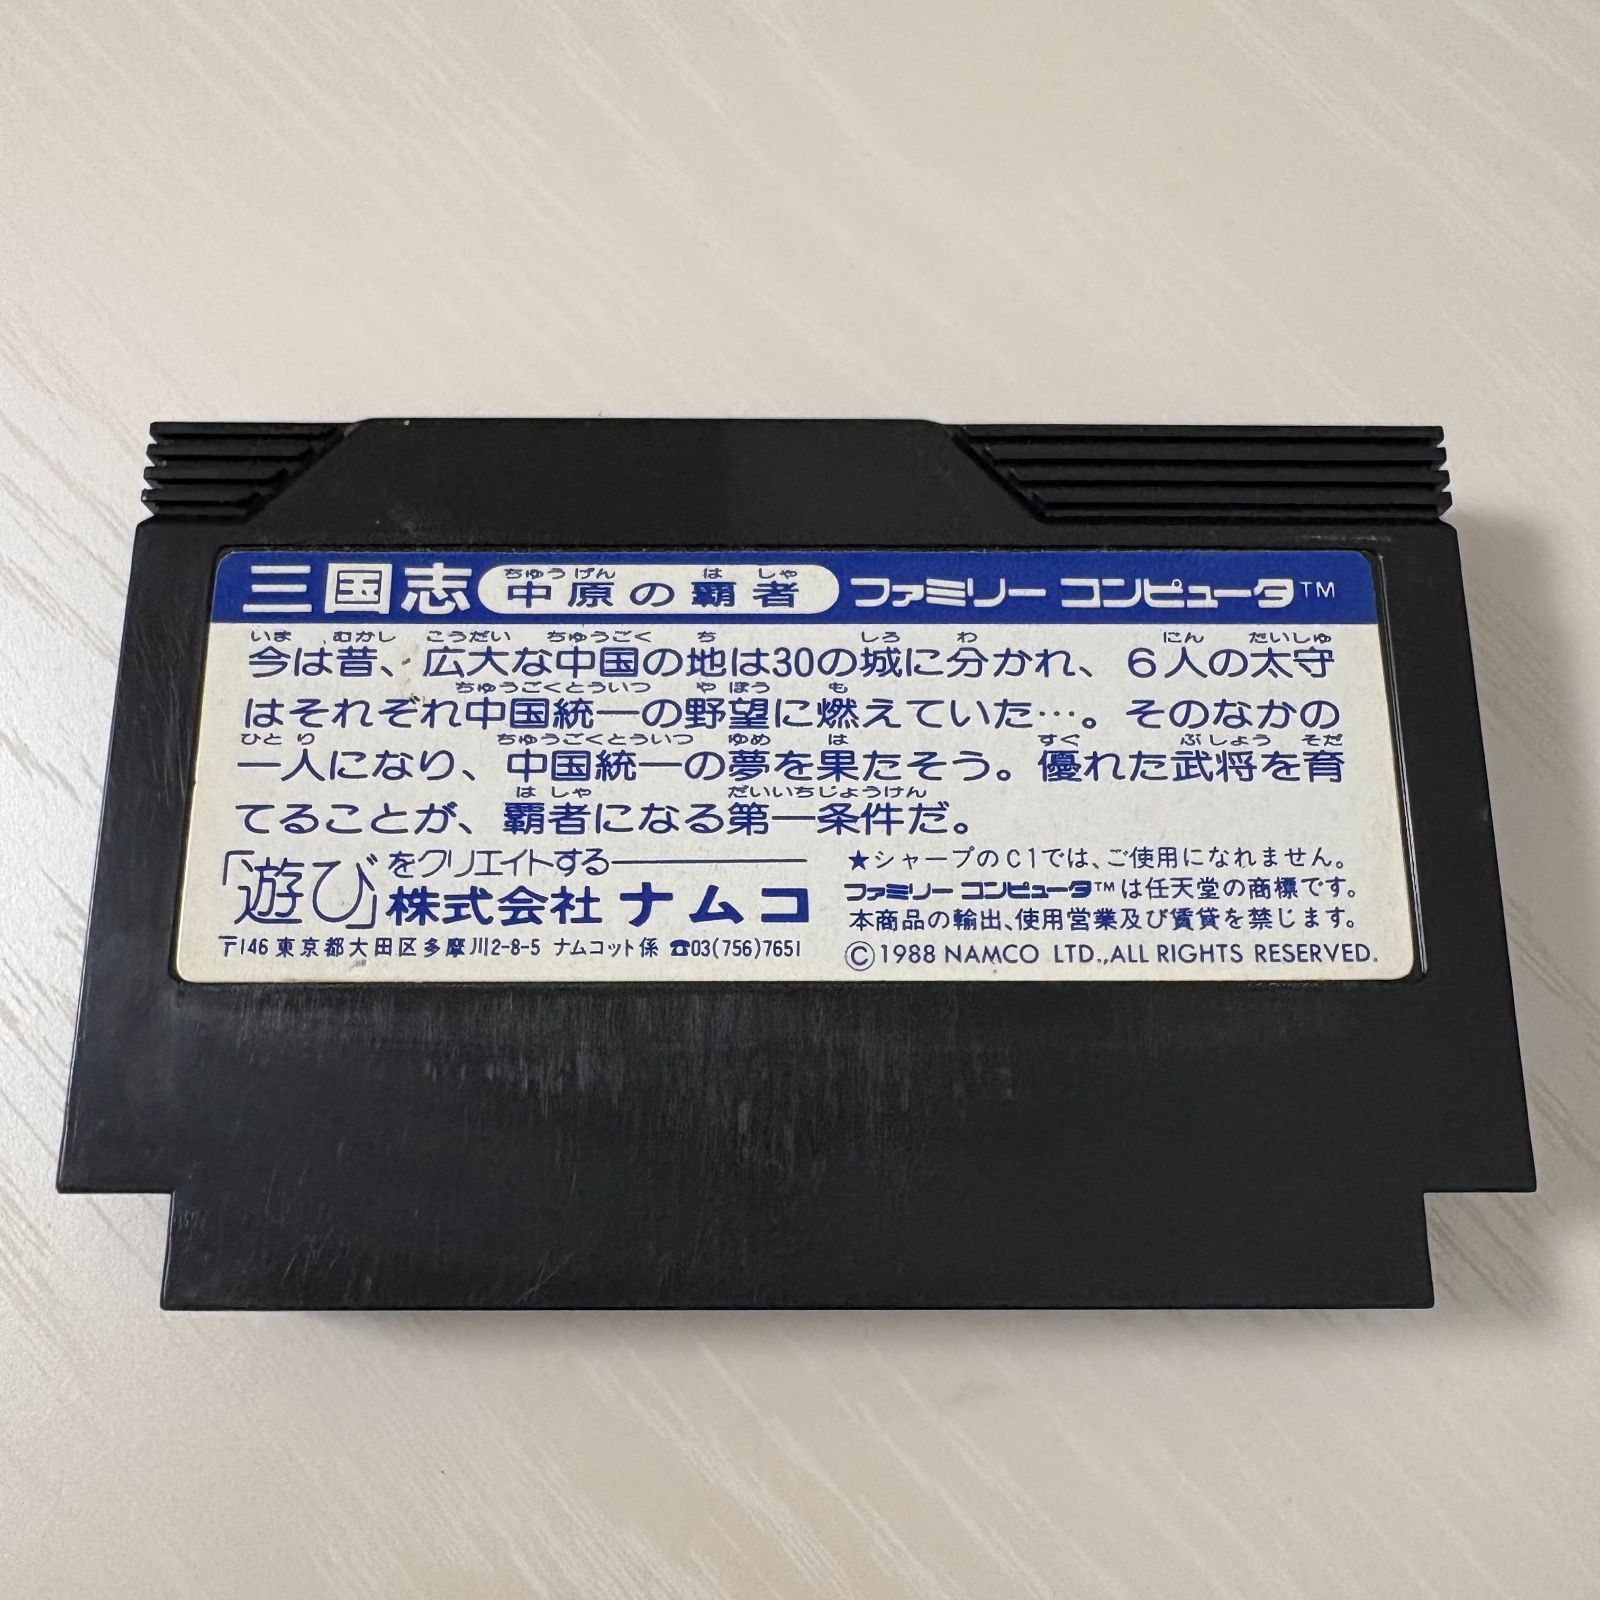 三国志 中原の覇者 ファミリー コンピュータ™
ちゅうげん はしゃ
いま むかし こうだい ちゅうごく ち しろ わ にん たいしゅ
今は昔、広大な中国の地は30の城に分かれ、6人の太守
ちゅうごくとういつ やぼう も
はそれぞれ中国統一の野望に燃えていた…。そのなかの
ひとり ちゅうごくとういつ ゆめ は すぐ ぶしょう そだ
一人になり、中国統一の夢を果たそう。優れた武将を育
はしゃ だいいちじょうけん
てることが、覇者になる第一条件だ。
「遊び」をクリエイトする
株式会社ナムコ
〒146 東京都大田区多摩川2-8-5 ナムコット係 ☎03(756)7651
★シャープのC1では、ご使用になれません。
ファミリー コンピュータ™は任天堂の商標です。
本商品の輸出、使用営業及び賃貸を禁じます。
©1988 NAMCO LTD.,ALL RIGHTS RESERVED.